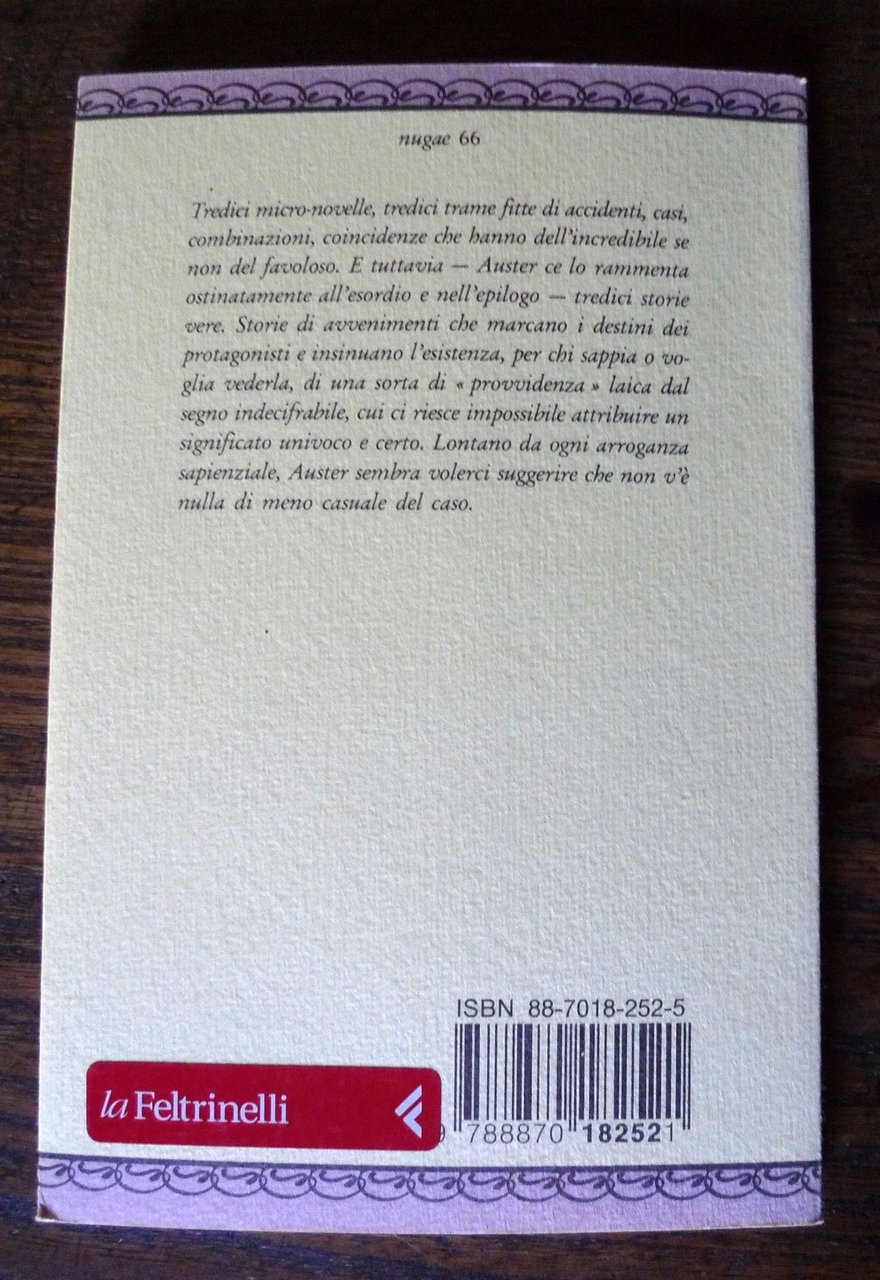 nugae 66
Tredici micro-novelle, tredici trame fitte di accidenti, casi,
combinazioni, coincidenze che hanno dell'incredibile se
non del favoloso. E tuttavia — Auster ce lo rammenta
ostinatamente all'esordio e nell'epilogo — tredici storie
vere. Storie di avvenimenti che marcano i destini dei
protagonisti e insinuano l'esistenza, per chi sappia o vo-
glia vederla, di una sorta di « provvidenza » laica dal
segno indecifrabile, cui ci riesce impossibile attribuire un
significato univoco e certo. Lontano da ogni arroganza
sapienziale, Auster sembra volerci suggerire che non v'è
nulla di meno casuale del caso.
ISBN 88-7018-252-5
la Feltrinelli
9 788870 182521